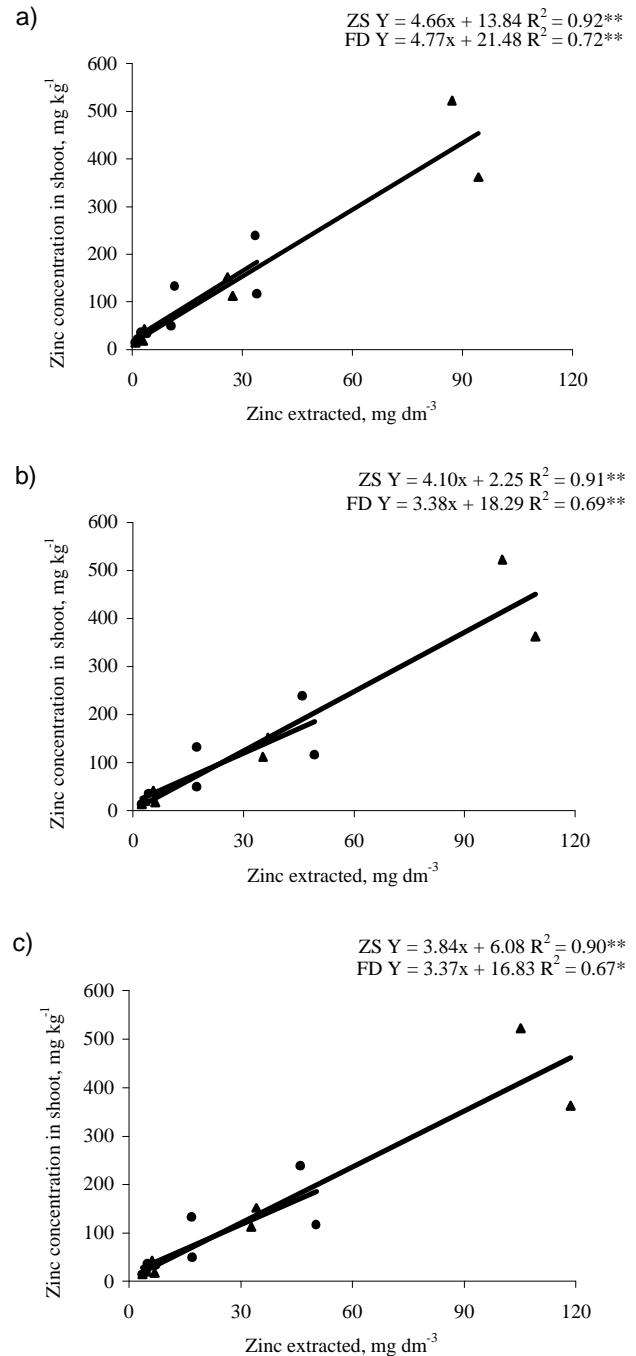 a)
ZS Y = 4.66x + 13.84 R² = 0.92**
FD Y = 4.77x + 21.48 R² = 0.72**
Zinc concentration in shoot, mg kg⁻¹
600
500
400
300
200
100
0
0 30 60 90 120
Zinc extracted, mg dm⁻³
b)
ZS Y = 4.10x + 2.25 R² = 0.91**
FD Y = 3.38x + 18.29 R² = 0.69**
Zinc concentration in shoot, mg kg⁻¹
600
500
400
300
200
100
0
0 30 60 90 120
Zinc extracted, mg dm⁻³
c)
ZS Y = 3.84x + 6.08 R² = 0.90**
FD Y = 3.37x + 16.83 R² = 0.67*
Zinc concentration in shoot, mg kg⁻¹
600
500
400
300
200
100
0
0 30 60 90 120
Zinc extracted, mg dm⁻³